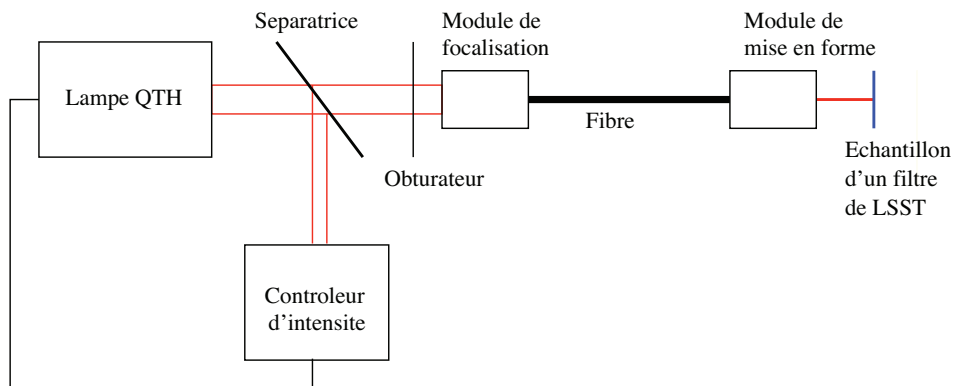 Separatrice
Module de
focalisation
Module de
mise en forme
Lampe QTH
Fibre
Obturateur
Echantillon
d’un filtre
de LSST
Controleur
d’intensite